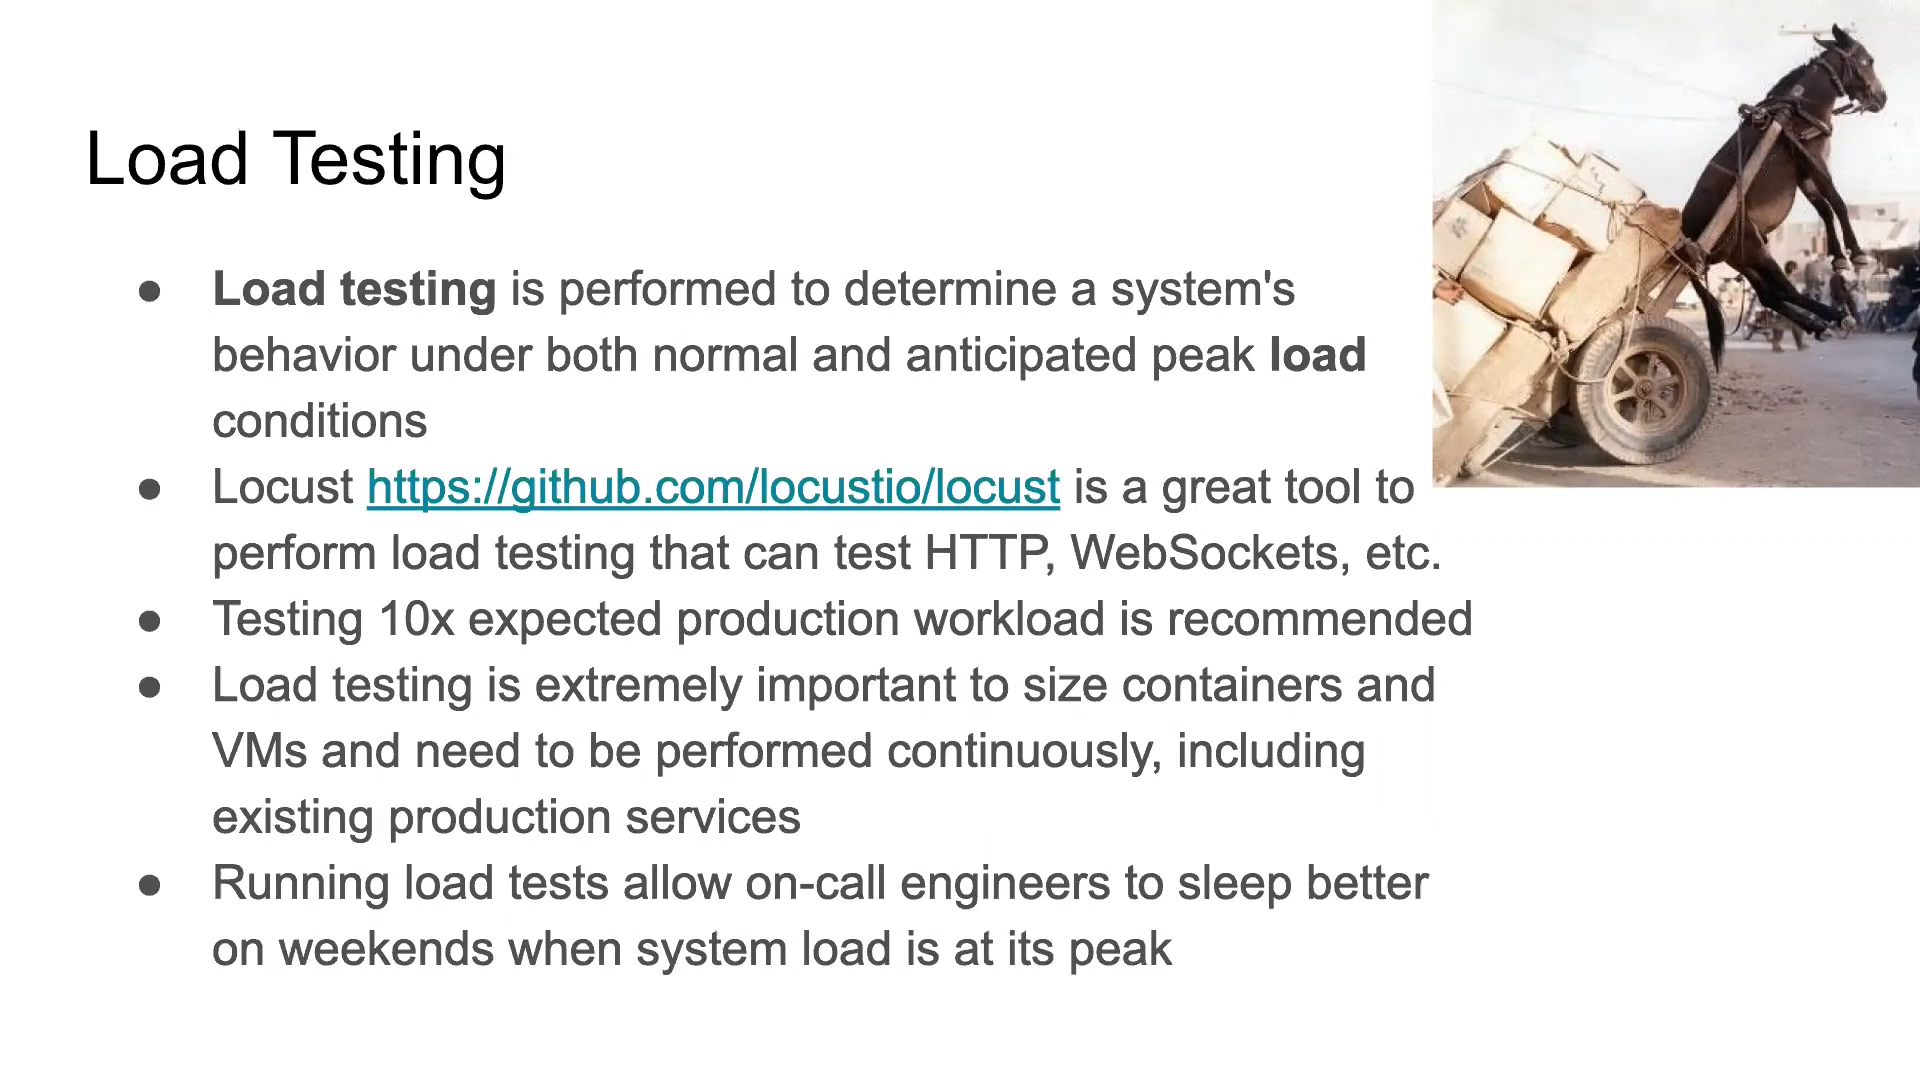 Load Testing
● Load testing is performed to determine a system's
behavior under both normal and anticipated peak load
conditions
● Locust https://github.com/locustio/locust is a great tool to
perform load testing that can test HTTP, WebSockets, etc.
● Testing 10x expected production workload is recommended
● Load testing is extremely important to size containers and
VMs and need to be performed continuously, including
existing production services
● Running load tests allow on-call engineers to sleep better
on weekends when system load is at its peak